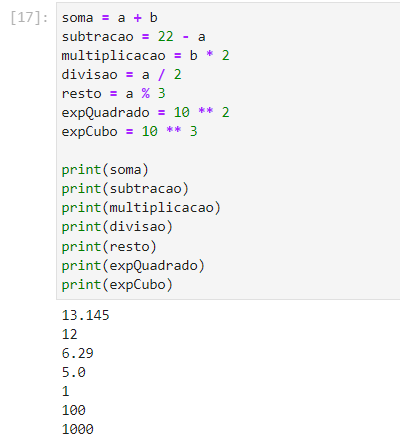 [17]: soma = a + b
subtracao = 22 - a
multiplicacao = b * 2
divisao = a / 2
resto = a % 3
expQuadrado = 10 ** 2
expCubo = 10 ** 3

print(soma)
print(subtracao)
print(multiplicacao)
print(divisao)
print(resto)
print(expQuadrado)
print(expCubo)
13.145
12
6.29
5.0
1
100
1000